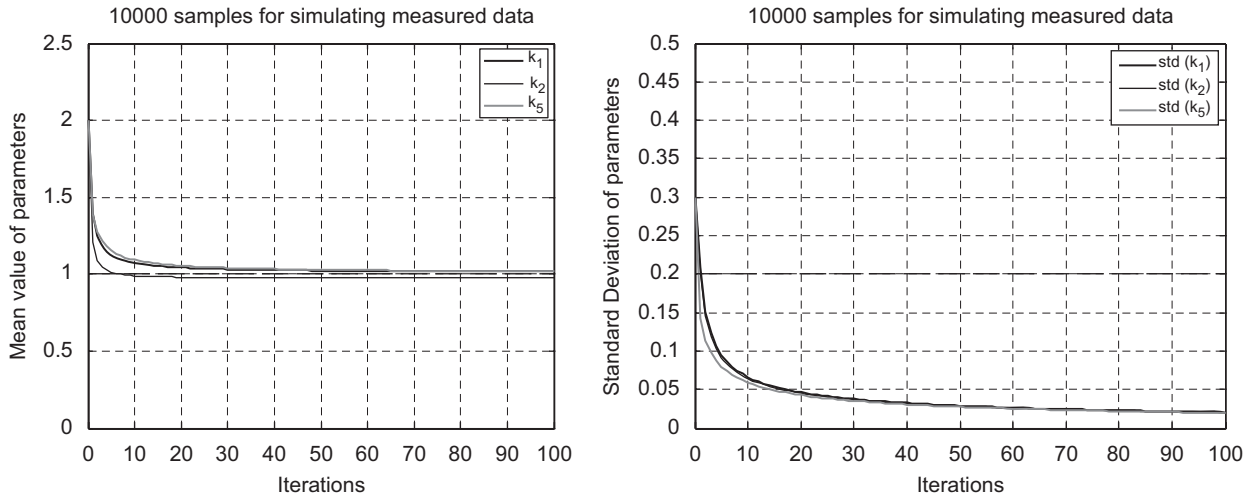 10000 samples for simulating measured data
2.5
2
1.5
1
0.5
0
0 10 20 30 40 50 60 70 80 90 100
Mean value of parameters
Iterations
k1
k2
k5
10000 samples for simulating measured data
0.5
0.45
0.4
0.35
0.3
0.25
0.2
0.15
0.1
0.05
0
0 10 20 30 40 50 60 70 80 90 100
Standard Deviation of parameters
Iterations
std (k1)
std (k2)
std (k5)